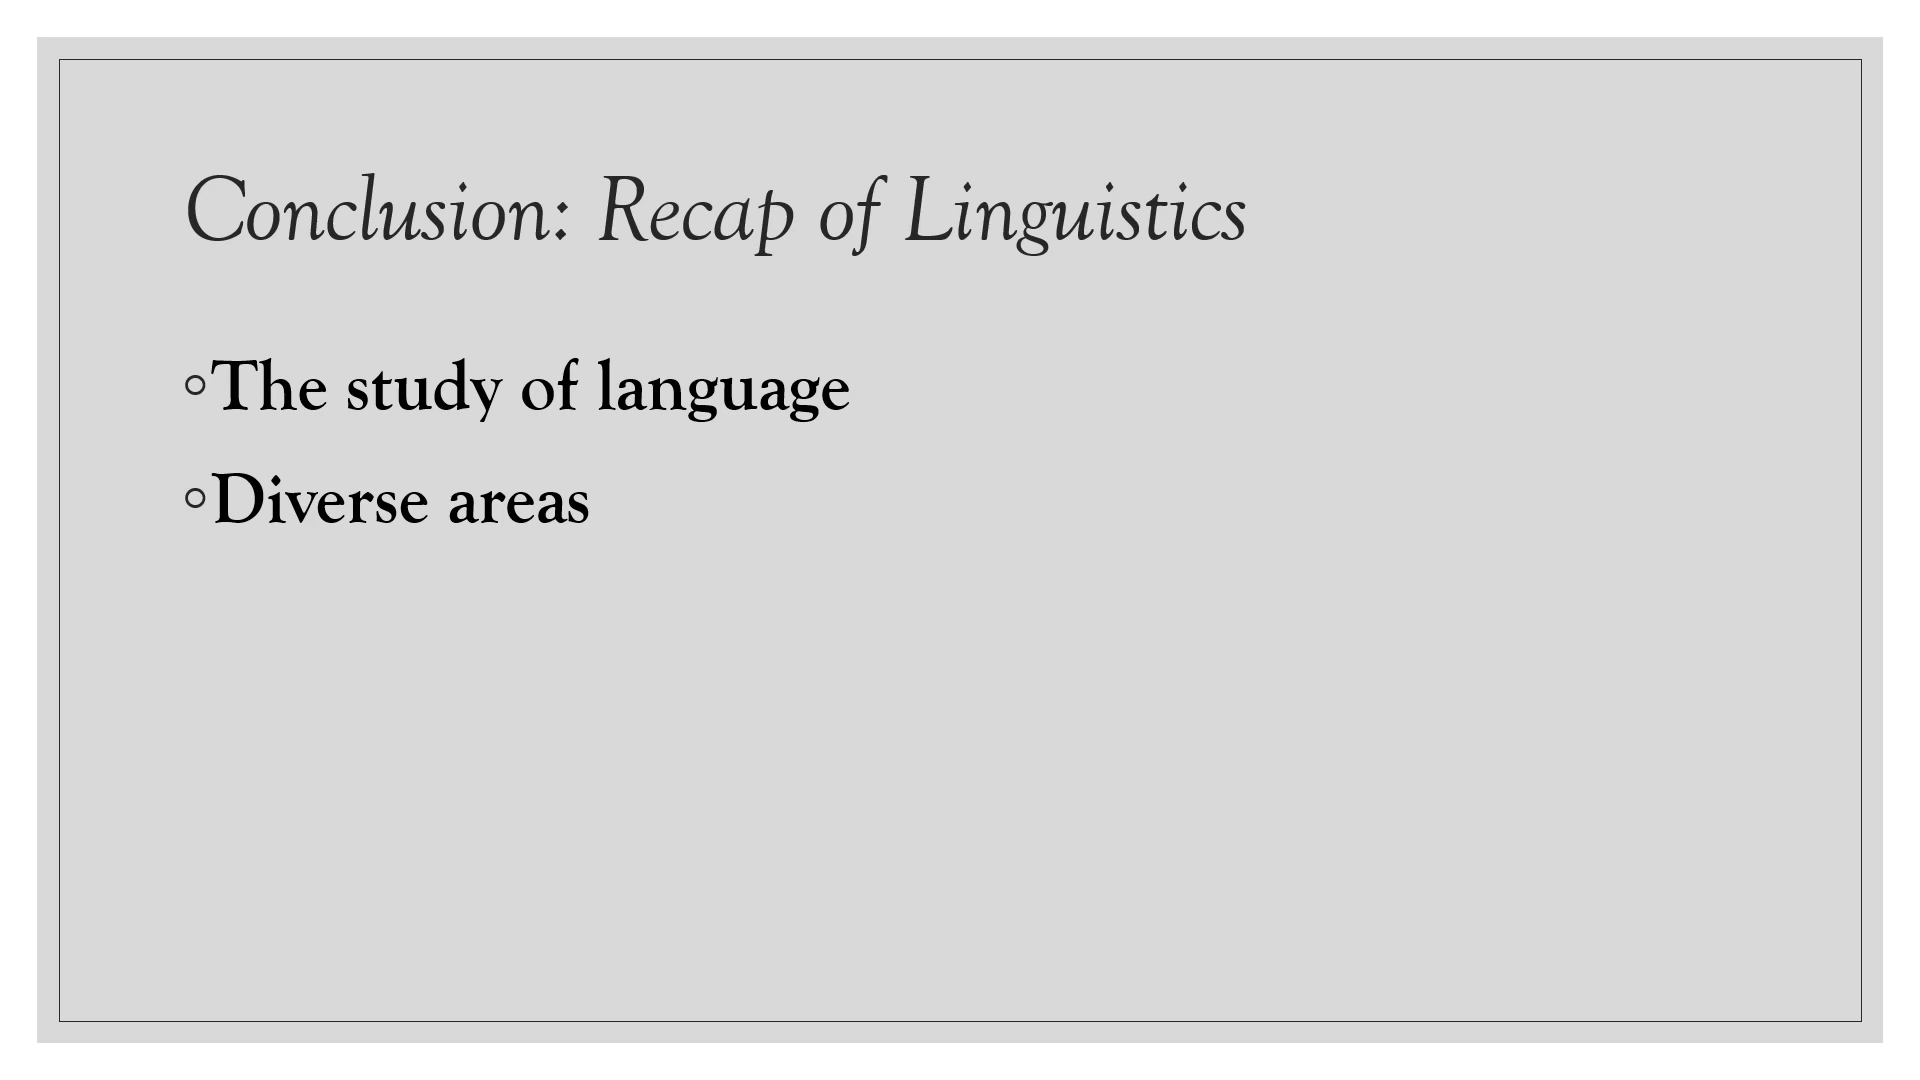 Conclusion: Recap of Linguistics
◦The study of language
◦Diverse areas